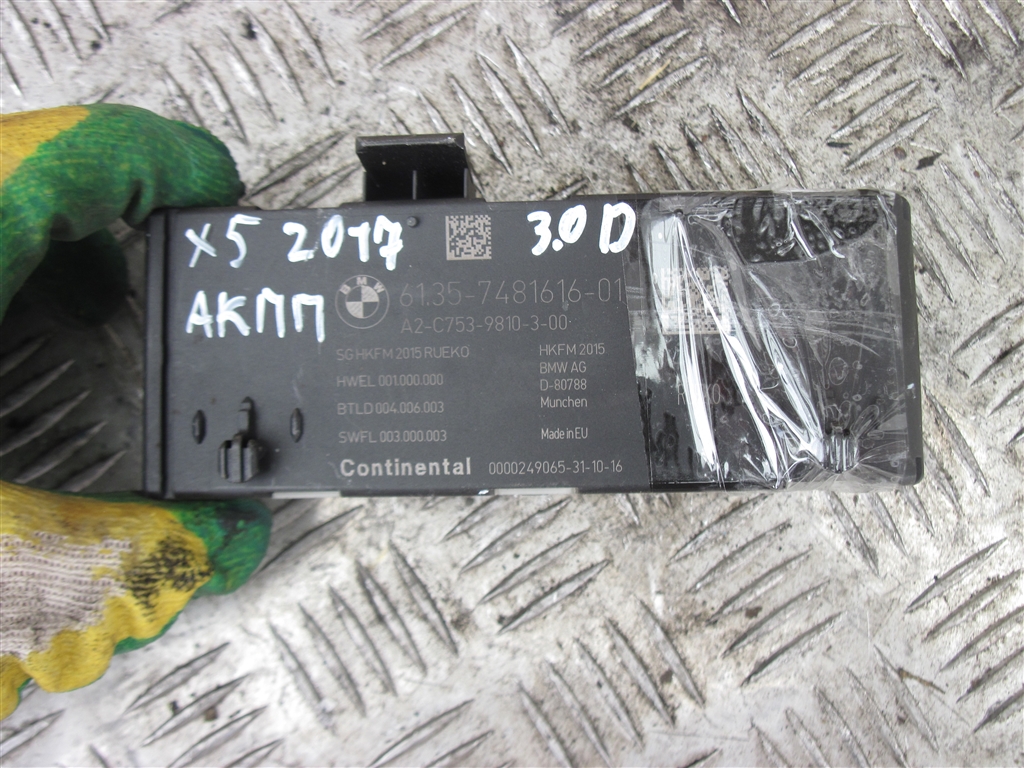 X5 2017 3.0D
АКПП
BMW
61.35-7481616-01
A2-C753-9810-3-00
SG HKFM 2015 RUEKO
HWEL 001.000.000
BTLD 004.006.003
SWFL 003.000.003
HKFM 2015
BMW AG
D-80788
Munchen
Made in EU
Continental 0000249065-31-10-16